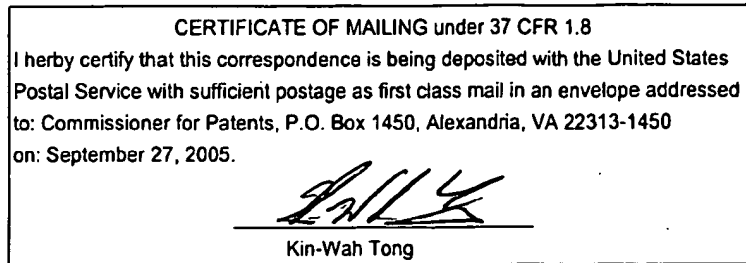 CERTIFICATE OF MAILING under 37 CFR 1.8
I herby certify that this correspondence is being deposited with the United States
Postal Service with sufficient postage as first class mail in an envelope addressed
to: Commissioner for Patents, P.O. Box 1450, Alexandria, VA 22313-1450
on: September 27, 2005.
Kin-Wah Tong